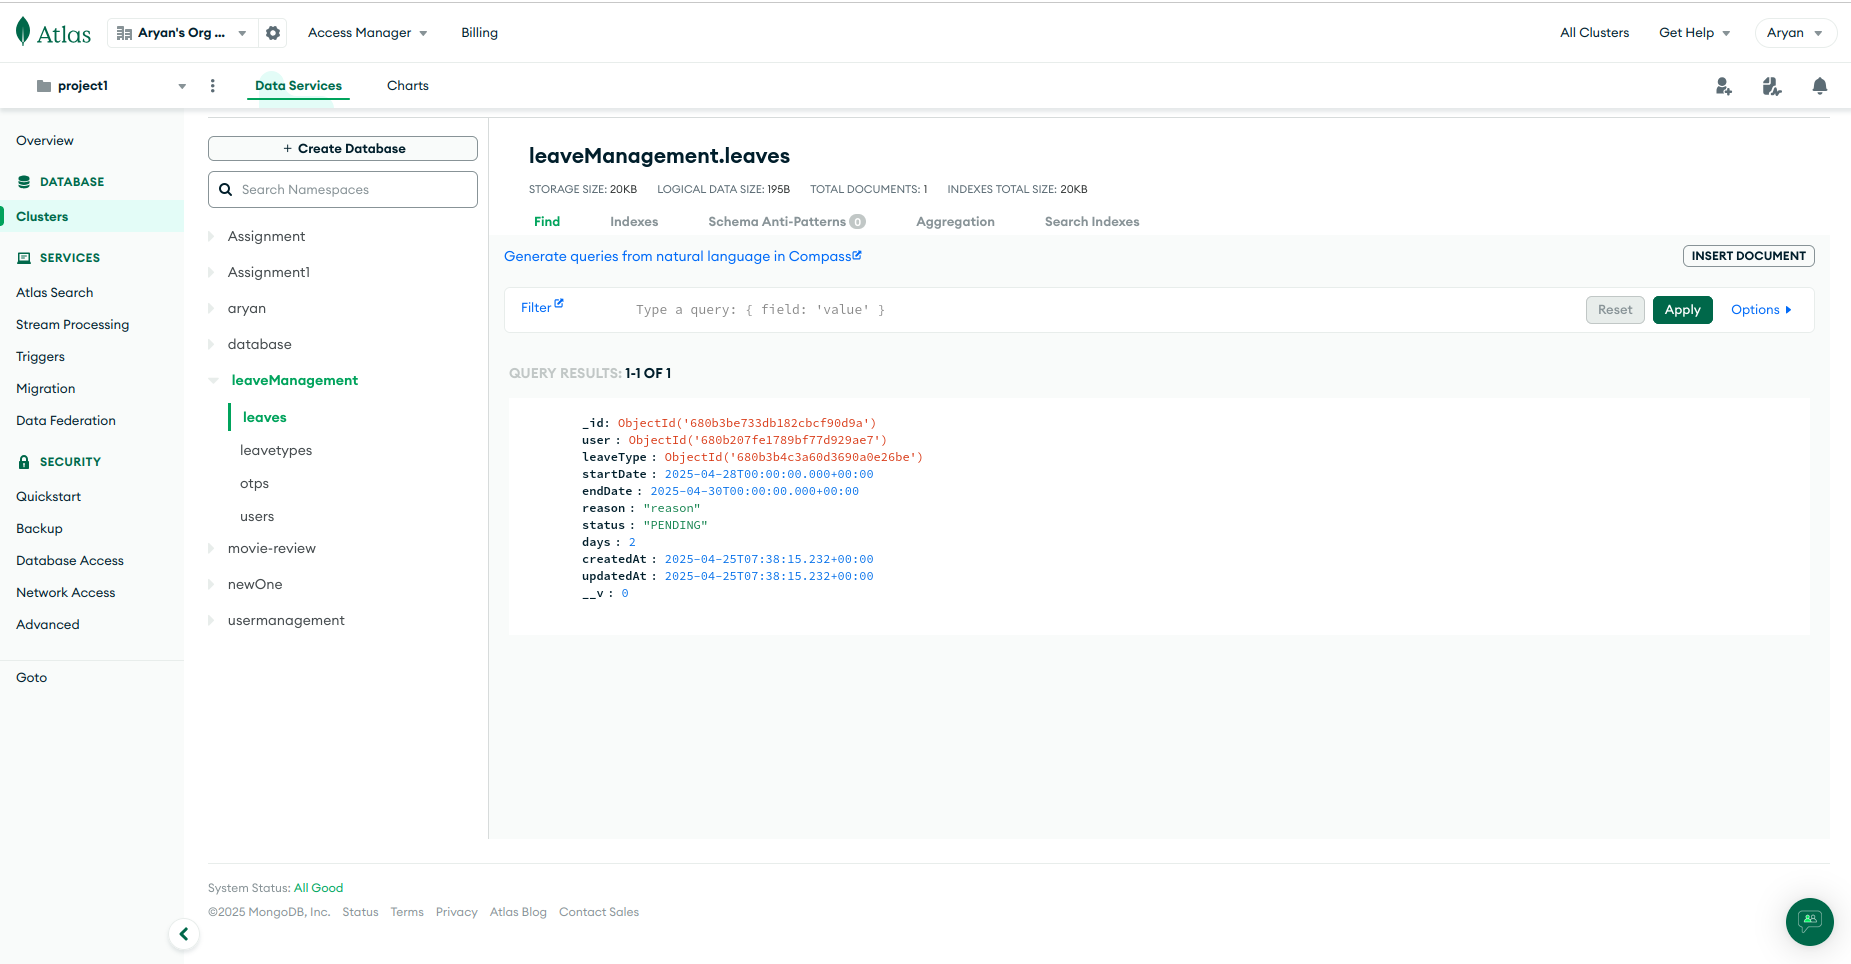 Atlas
Aryan's Org ...
Access Manager
Billing
All Clusters
Get Help
Aryan
project1
Data Services
Charts
Overview
DATABASE
Clusters
SERVICES
Atlas Search
Stream Processing
Triggers
Migration
Data Federation
SECURITY
Quickstart
Backup
Database Access
Network Access
Advanced
Goto
+ Create Database
Search Namespaces
Assignment
Assignment1
aryan
database
leaveManagement
leaves
leavetypes
otps
users
movie-review
newOne
usermanagement
leaveManagement.leaves
STORAGE SIZE: 20KB LOGICAL DATA SIZE: 195B TOTAL DOCUMENTS: 1 INDEXES TOTAL SIZE: 20KB
Find Indexes Schema Anti-Patterns 0 Aggregation Search Indexes
Generate queries from natural language in Compass
INSERT DOCUMENT
Filter
Type a query: { field: 'value' }
Reset
Apply
Options
QUERY RESULTS: 1-1 OF 1
_id: ObjectId('680b3be733db182cbcf90d9a')
user : ObjectId('680b207fe1789bf77d929ae7')
leaveType : ObjectId('680b3b4c3a60d3690a0e26be')
startDate : 2025-04-28T00:00:00.000+00:00
endDate : 2025-04-30T00:00:00.000+00:00
reason : "reason"
status : "PENDING"
days : 2
createdAt : 2025-04-25T07:38:15.232+00:00
updatedAt : 2025-04-25T07:38:15.232+00:00
__v : 0
System Status: All Good
©2025 MongoDB, Inc. Status Terms Privacy Atlas Blog Contact Sales